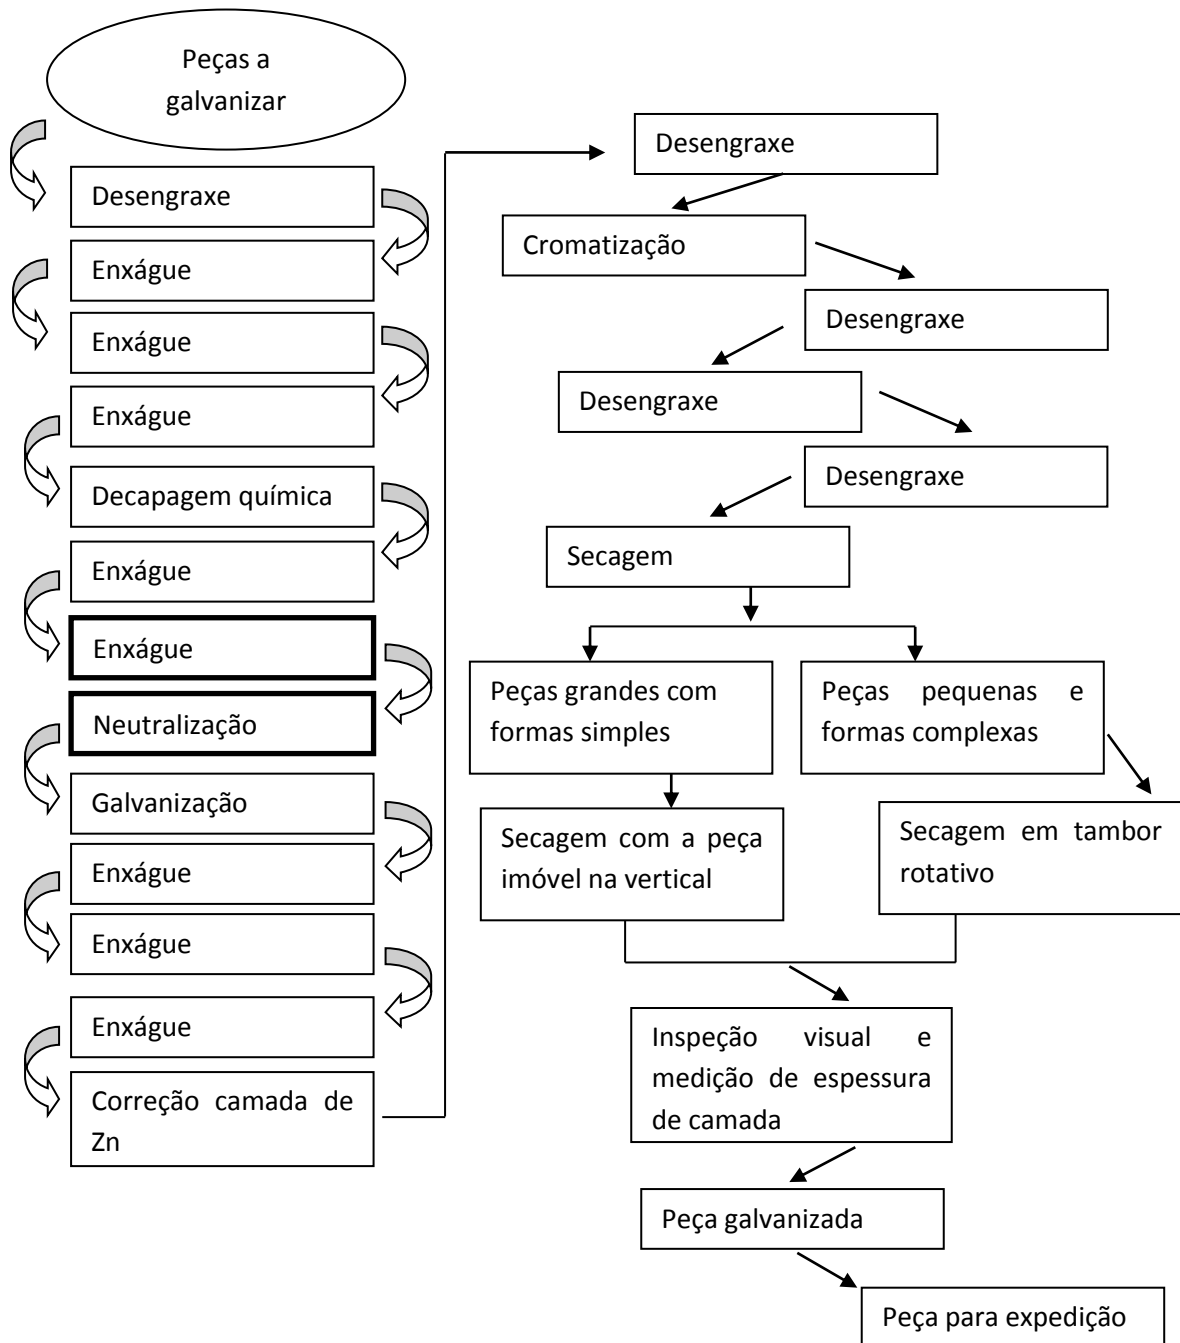 Peças a
galvanizar
Desengraxe
Enxágue
Enxágue
Enxágue
Decapagem química
Enxágue
Enxágue
Neutralização
Galvanização
Enxágue
Enxágue
Enxágue
Correção camada de
Zn
Desengraxe
Cromatização
Desengraxe
Desengraxe
Desengraxe
Secagem
Peças grandes com
formas simples
Peças pequenas e
formas complexas
Secagem com a peça
imóvel na vertical
Secagem em tambor
rotativo
Inspeção visual e
medição de espessura
de camada
Peça galvanizada
Peça para expedição